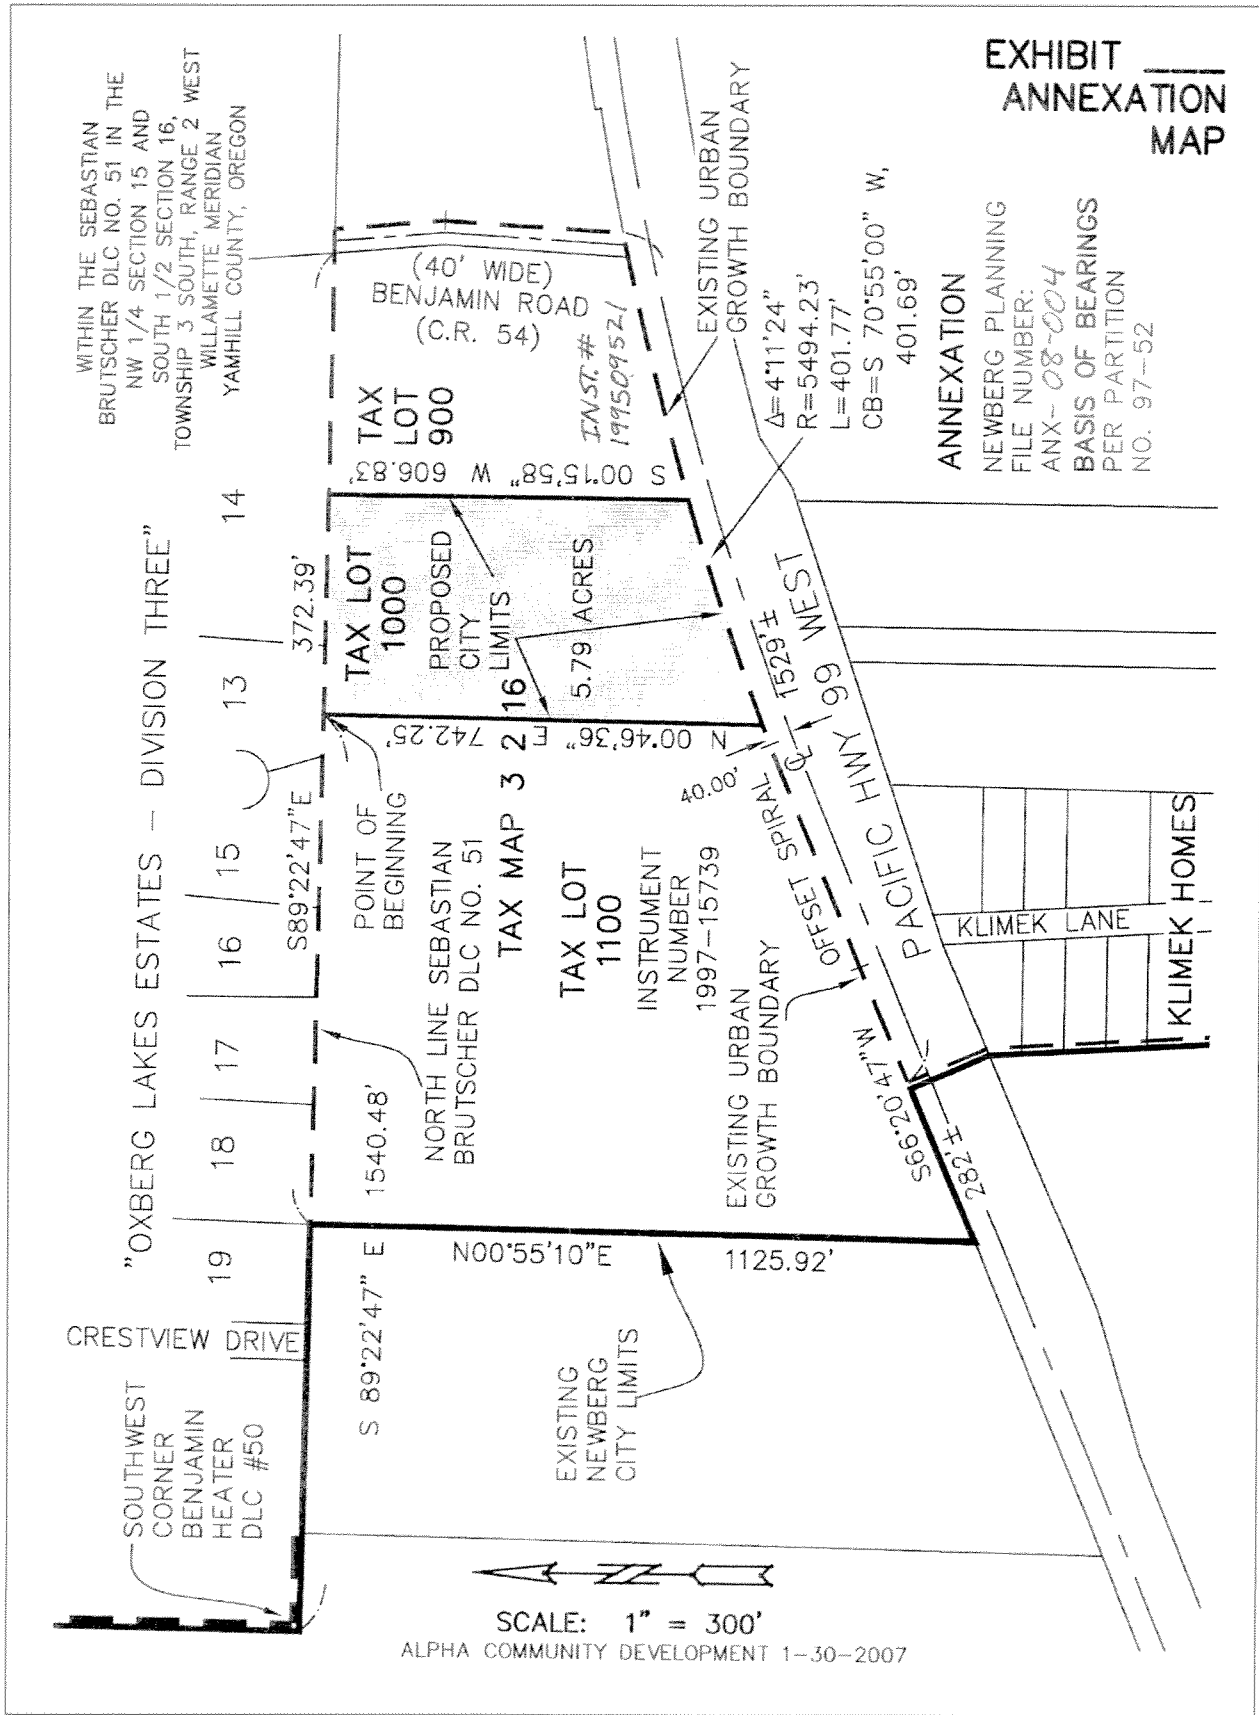 EXHIBIT ____
ANNEXATION
MAP
WITHIN THE SEBASTIAN
BRUTSCHER DLC NO. 51 IN THE
NW 1/4 SECTION 15 AND
SOUTH 1/2 SECTION 16,
TOWNSHIP 3 SOUTH, RANGE 2 WEST
WILLAMETTE MERIDIAN
YAMHILL COUNTY, OREGON
"OXBERG LAKES ESTATES – DIVISION THREE"
14
13
15
16
17
18
19
372.39'
S89°22'47"E
(40' WIDE)
BENJAMIN ROAD
(C.R. 54)
INST. #
199509521
TAX
LOT
900
S 00°15'58" W 606.83'
TAX LOT
1000
PROPOSED
CITY
LIMITS
5.79 ACRES
N 00°46'36" E 742.25'
EXISTING URBAN
GROWTH BOUNDARY
Δ=4°11'24"
R=5494.23'
L=401.77'
CB=S 70°55'00" W,
401.69'
ANNEXATION
NEWBERG PLANNING
FILE NUMBER:
ANX-08-004
BASIS OF BEARINGS
PER PARTITION
NO. 97-52
POINT OF
BEGINNING
TAX MAP 3 2 16
NORTH LINE SEBASTIAN
BRUTSCHER DLC NO. 51
TAX LOT
1100
INSTRUMENT
NUMBER
1997-15739
40.00'
OFFSET SPIRAL
℄
1529'±
PACIFIC HWY 99 WEST
EXISTING URBAN
GROWTH BOUNDARY
S66°20'47"W
282'±
KLIMEK LANE
KLIMEK HOMES
S 89°22'47" E 1540.48'
N00°55'10"E 1125.92'
EXISTING
NEWBERG
CITY LIMITS
CRESTVIEW DRIVE
SOUTHWEST
CORNER
BENJAMIN
HEATER
DLC #50
SCALE: 1" = 300'
ALPHA COMMUNITY DEVELOPMENT 1-30-2007